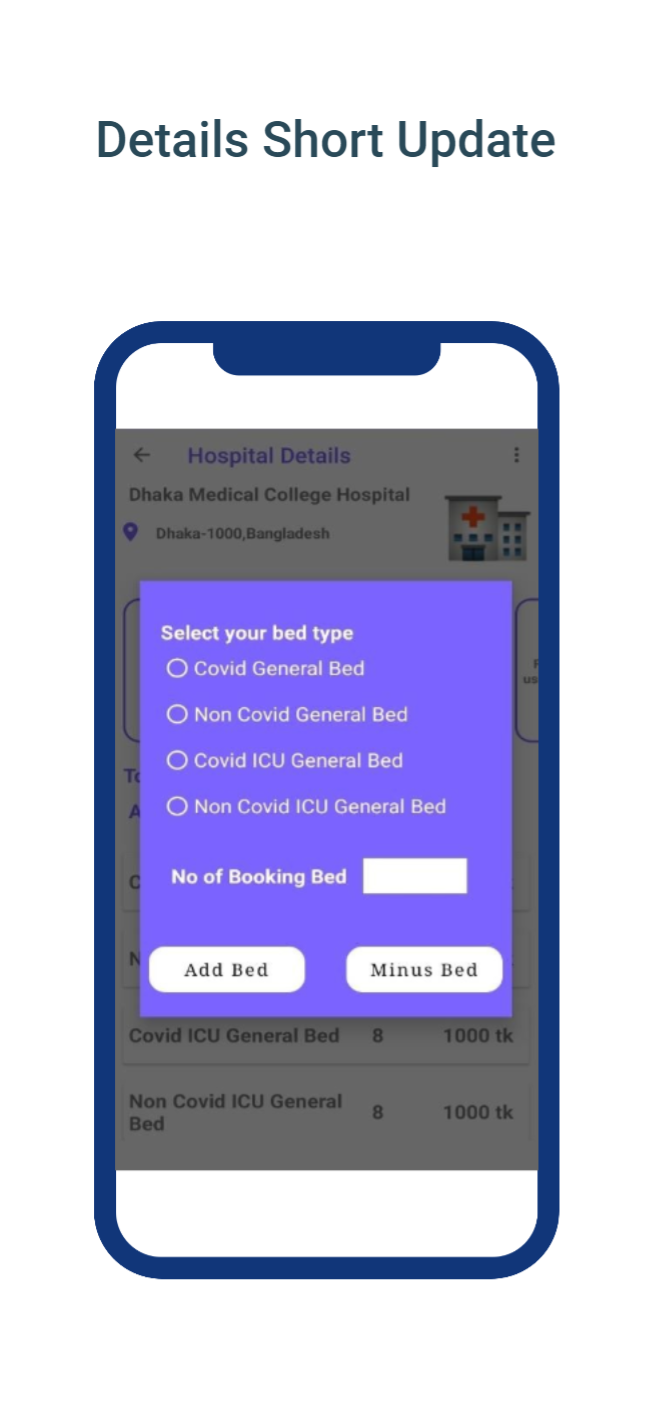 Details Short Update
Hospital Details
Dhaka Medical College Hospital
Dhaka-1000,Bangladesh
Select your bed type
Covid General Bed
Non Covid General Bed
Covid ICU General Bed
Non Covid ICU General Bed
No of Booking Bed
Add Bed
Minus Bed
Covid ICU General Bed 8 1000 tk
Non Covid ICU General
Bed 8 1000 tk